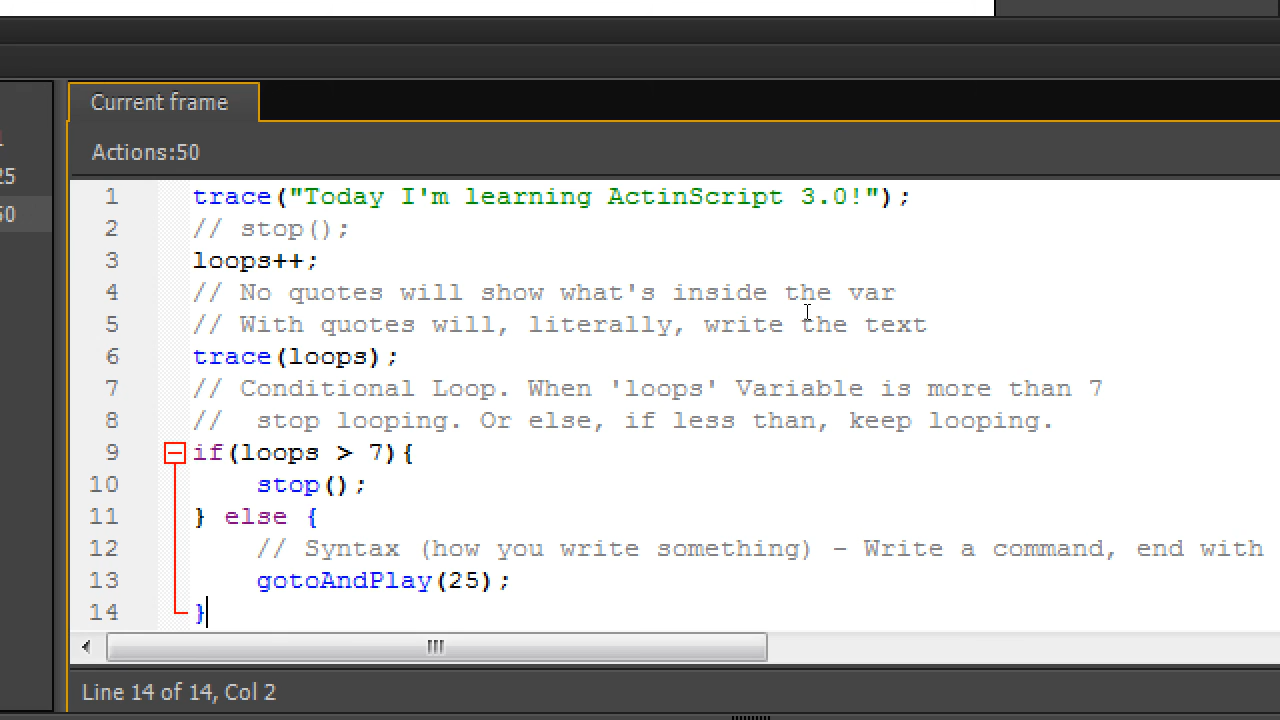 Current frame
Actions:50
25
50
1 trace("Today I'm learning ActinScript 3.0!");
2 // stop();
3 loops++;
4 // No quotes will show what's inside the var
5 // With quotes will, literally, write the text
6 trace(loops);
7 // Conditional Loop. When 'loops' Variable is more than 7
8 //  stop looping. Or else, if less than, keep looping.
9 if(loops > 7){
10     stop();
11 } else {
12     // Syntax (how you write something) - Write a command, end with
13     gotoAndPlay(25);
14 }
Line 14 of 14, Col 2